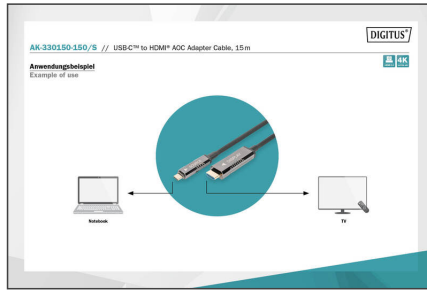 DIGITUS®
AK-330150-150/S // USB-C™ to HDMI® AOC Adapter Cable, 15 m
4K
Anwendungsbeispiel
Example of use
Notebook
TV